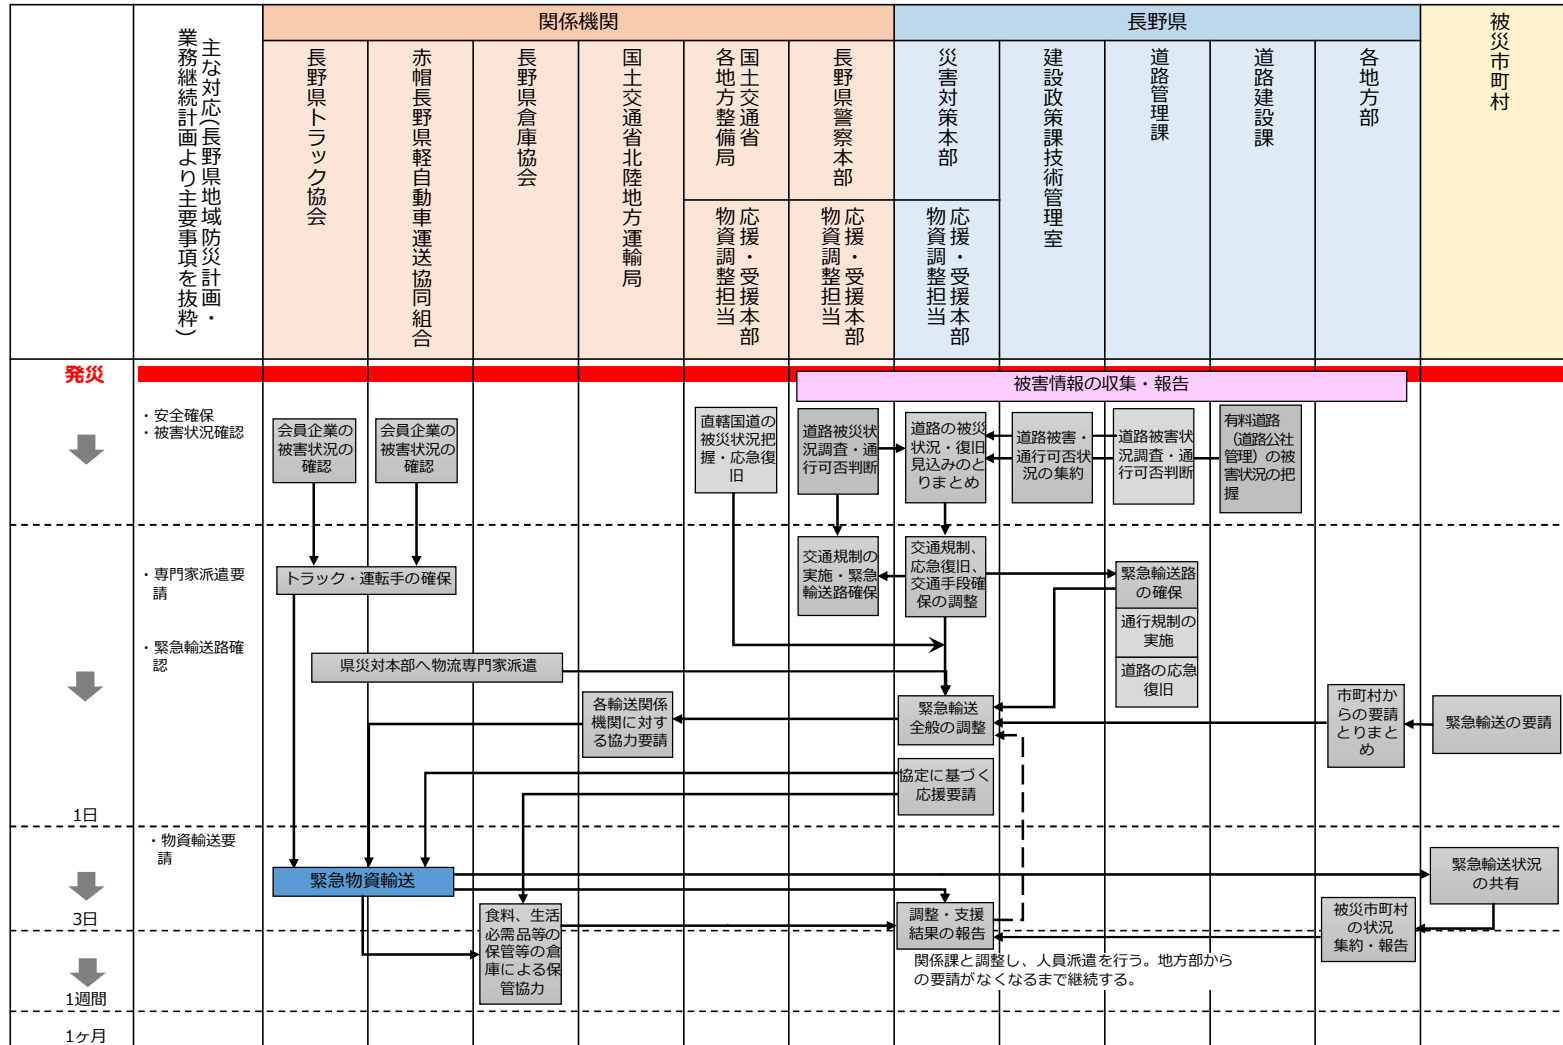 主な対応(長野県地域防災計画・
業務継続計画より主要事項を抜粋)
関係機関
長野県
被災市町村
長野県トラック協会
赤帽長野県軽自動車運送協同組合
長野県倉庫協会
国土交通省北陸地方運輸局
国土交通省
各地方整備局
長野県警察本部
災害対策本部
建設政策課技術管理室
道路管理課
道路建設課
各地方部
応援・受援本部
物資調整担当
応援・受援本部
物資調整担当
応援・受援本部
物資調整担当
発災
被害情報の収集・報告
・安全確保
・被害状況確認
会員企業の
被害状況の
確認
会員企業の
被害状況の
確認
直轄国道の
被災状況把
握・応急復
旧
道路被災状
況調査・通
行可否判断
道路の被災
状況・復旧
見込みのと
りまとめ
道路被害・
通行可否状
況の集約
道路被害状
況調査・通
行可否判断
有料道路
(道路公社
管理)の被
害状況の把
握
・専門家派遣要
請
トラック・運転手の確保
交通規制の
実施・緊急
輸送路確保
交通規制、
応急復旧、
交通手段確
保の調整
緊急輸送路
の確保
通行規制の
実施
道路の応急
復旧
・緊急輸送路確
認
県災対本部へ物流専門家派遣
各輸送関係
機関に対す
る協力要請
緊急輸送
全般の調整
市町村か
らの要請
とりまと
め
緊急輸送の要請
協定に基づく
応援要請
1日
・物資輸送要
請
緊急物資輸送
緊急輸送状況
の共有
3日
食料、生活
必需品等の
保管等の倉
庫による保
管協力
調整・支援
結果の報告
被災市町村
の状況
集約・報告
関係課と調整し、人員派遣を行う。地方部から
の要請がなくなるまで継続する。
1週間
1ヶ月